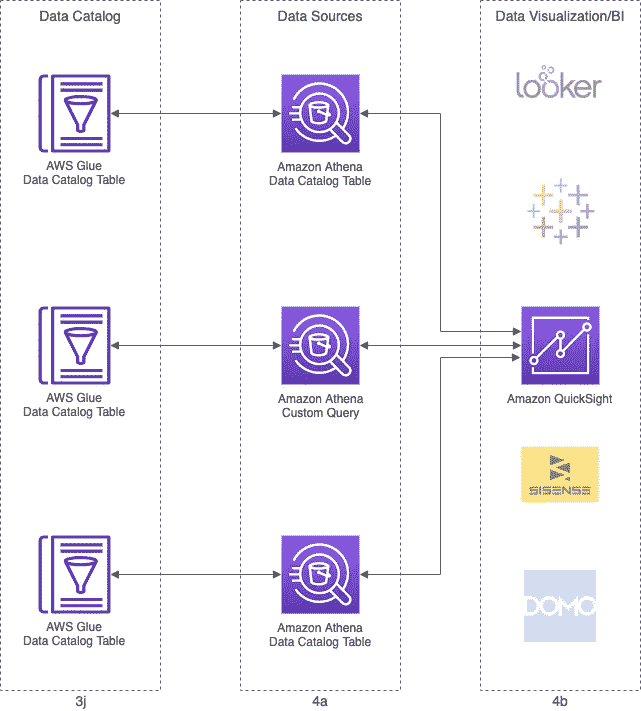 Data Catalog
Data Sources
Data Visualization/BI
looker
AWS Glue
Data Catalog Table
Amazon Athena
Data Catalog Table
AWS Glue
Data Catalog Table
Amazon Athena
Custom Query
Amazon QuickSight
SISENSE
DOMO
AWS Glue
Data Catalog Table
Amazon Athena
Data Catalog Table
3j
4a
4b